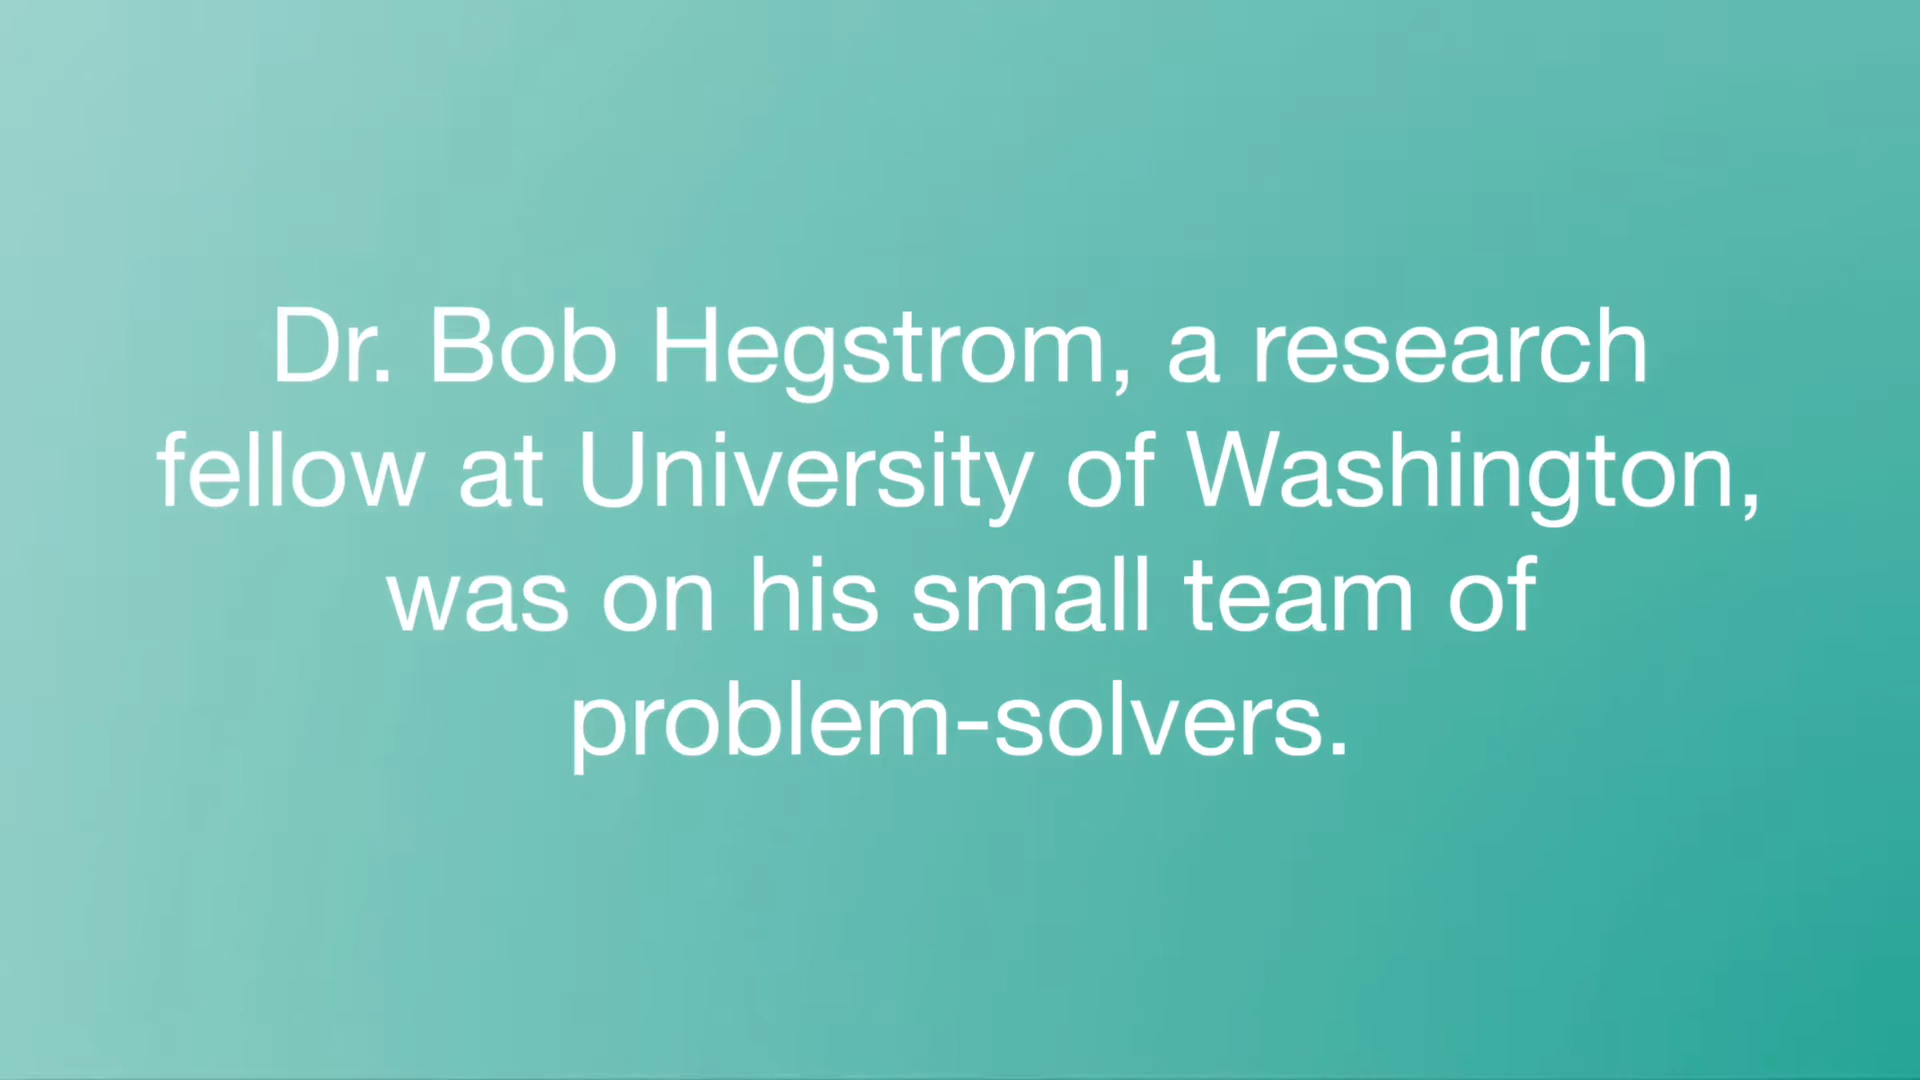 Dr. Bob Hegstrom, a research
fellow at University of Washington,
was on his small team of
problem-solvers.